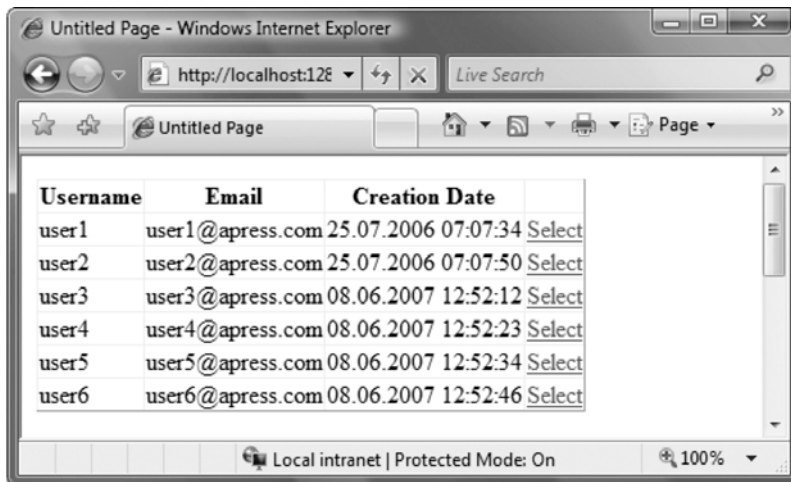 Untitled Page - Windows Internet Explorer
http://localhost:128 Live Search
Untitled Page Page
Username Email Creation Date
user1 user1@apress.com 25.07.2006 07:07:34 Select
user2 user2@apress.com 25.07.2006 07:07:50 Select
user3 user3@apress.com 08.06.2007 12:52:12 Select
user4 user4@apress.com 08.06.2007 12:52:23 Select
user5 user5@apress.com 08.06.2007 12:52:34 Select
user6 user6@apress.com 08.06.2007 12:52:46 Select
Local intranet | Protected Mode: On 100%